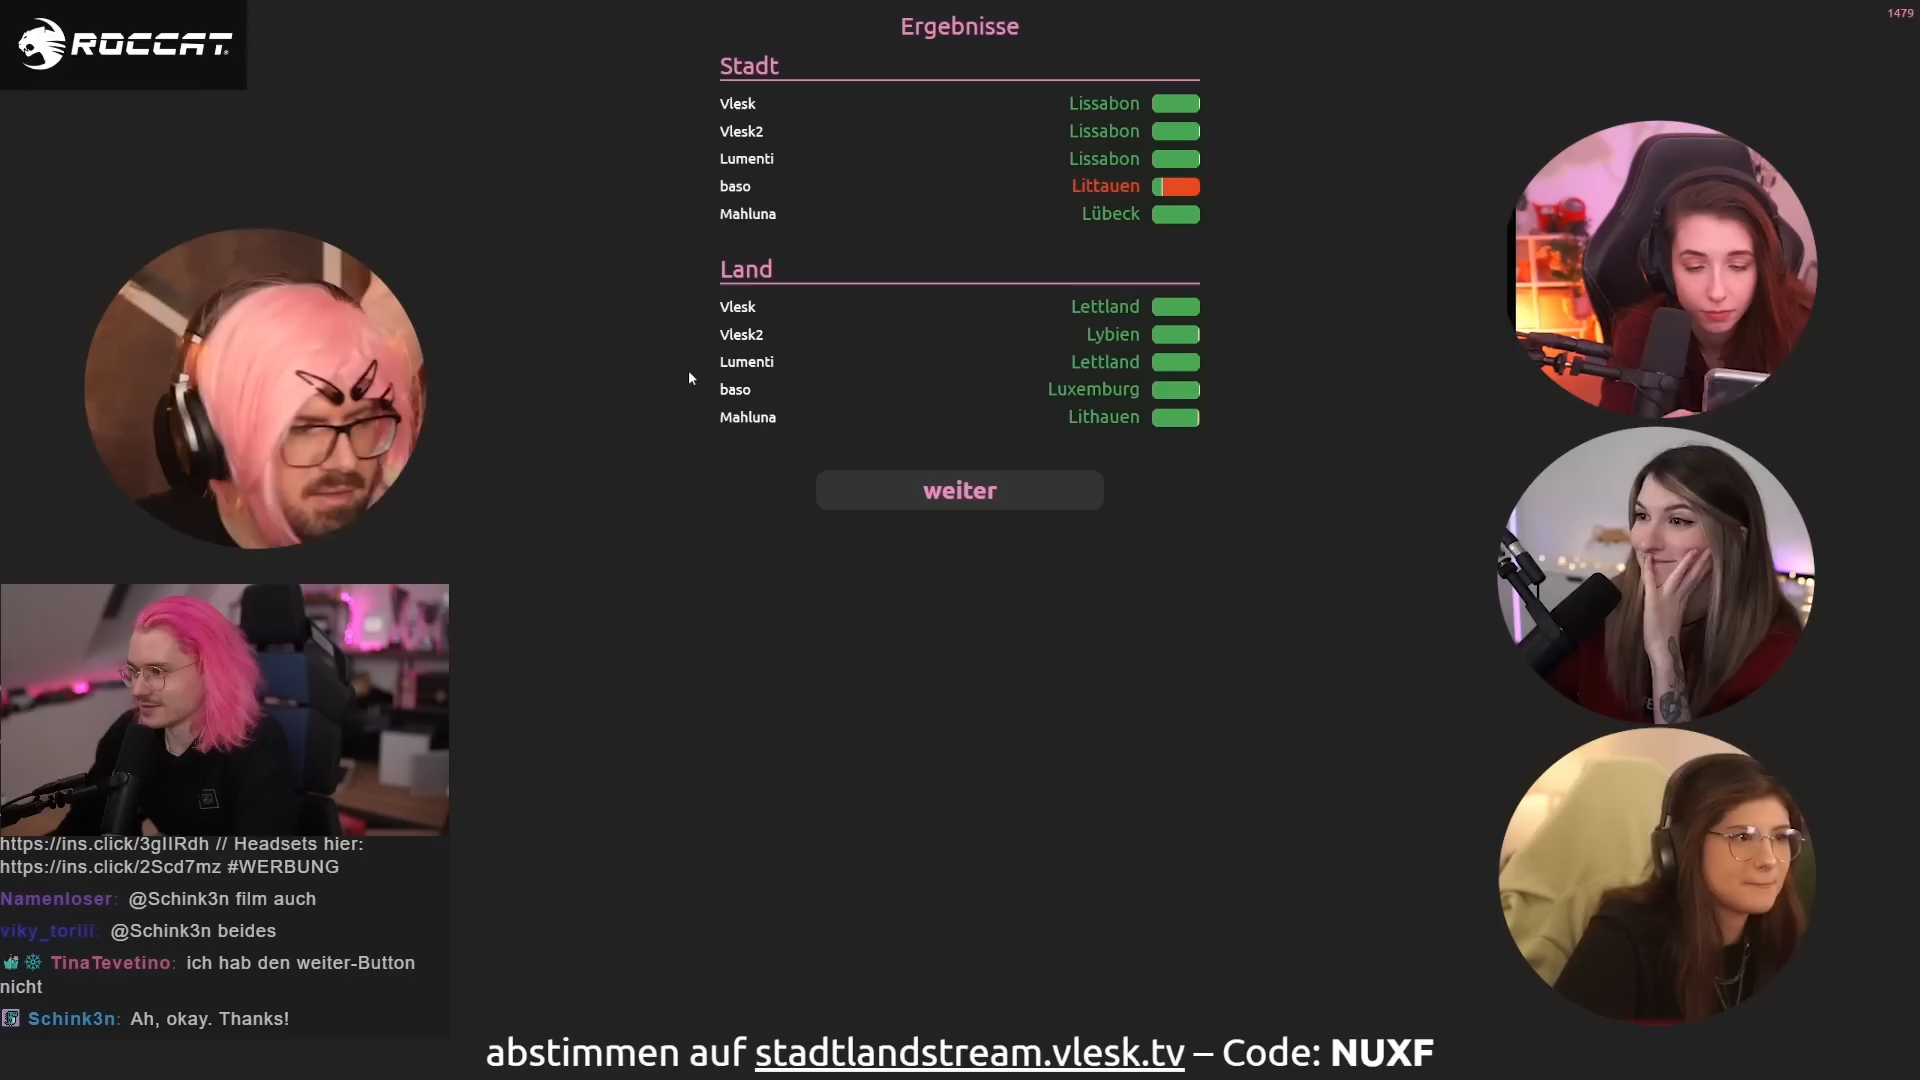 ROCCAT
Ergebnisse
1479
Stadt
Vlesk Lissabon
Vlesk2 Lissabon
Lumenti Lissabon
baso Littauen
Mahluna Lübeck
Land
Vlesk Lettland
Vlesk2 Lybien
Lumenti Lettland
baso Luxemburg
Mahluna Lithauen
weiter
https://ins.click/3gIIRdh // Headsets hier:
https://ins.click/2Scd7mz #WERBUNG
Namenloser: @Schink3n film auch
viky_toriii: @Schink3n beides
TinaTevetino: ich hab den weiter-Button
nicht
Schink3n: Ah, okay. Thanks!
abstimmen auf stadtlandstream.vlesk.tv – Code: NUXF